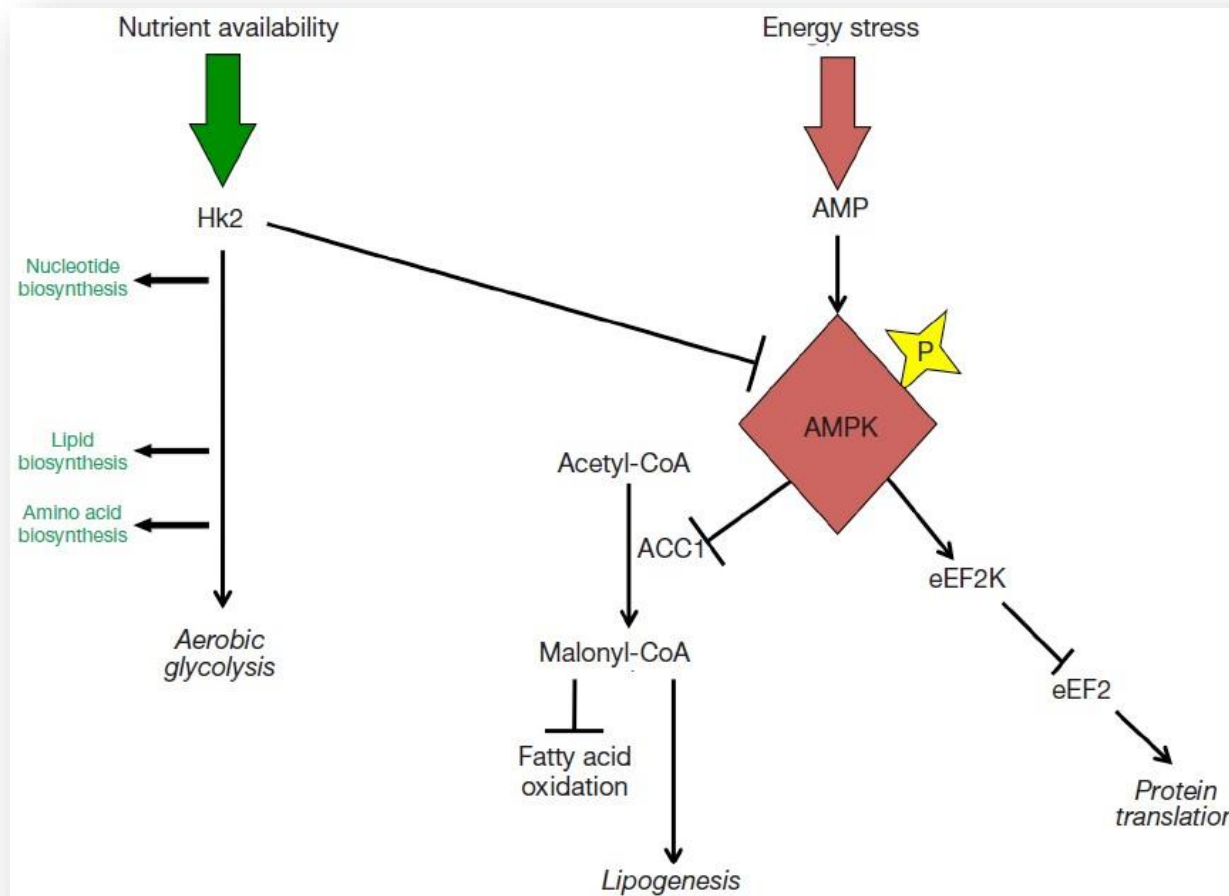 Nutrient availability
Energy stress
Hk2
AMP
Nucleotide
biosynthesis
P
AMPK
Lipid
biosynthesis
Acetyl-CoA
Amino acid
biosynthesis
ACC1
eEF2K
Aerobic
glycolysis
Malonyl-CoA
eEF2
Fatty acid
oxidation
Protein
translation
Lipogenesis